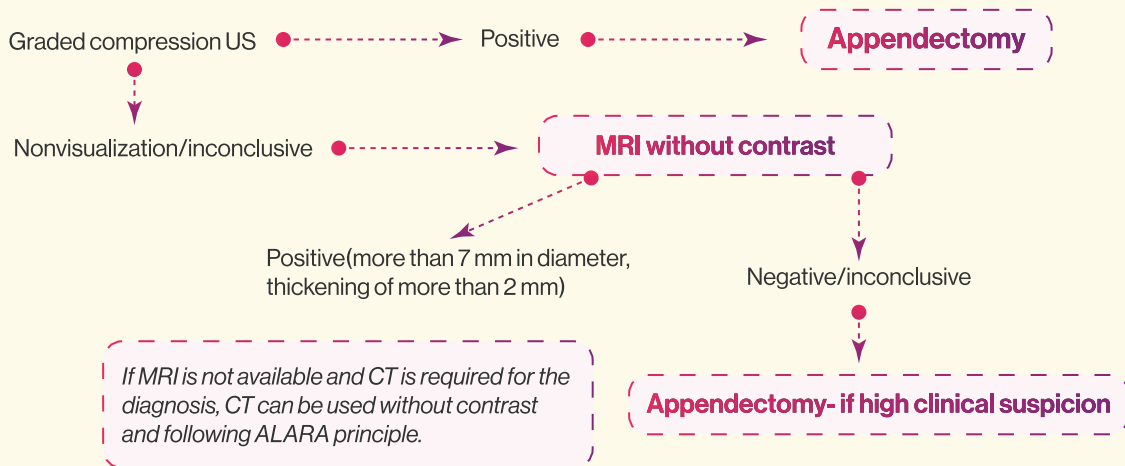 Graded compression US
Positive
Appendectomy
Nonvisualization/inconclusive
MRI without contrast
Positive(more than 7 mm in diameter,
thickening of more than 2 mm)
Negative/inconclusive
If MRI is not available and CT is required for the
diagnosis, CT can be used without contrast
and following ALARA principle.
Appendectomy- if high clinical suspicion